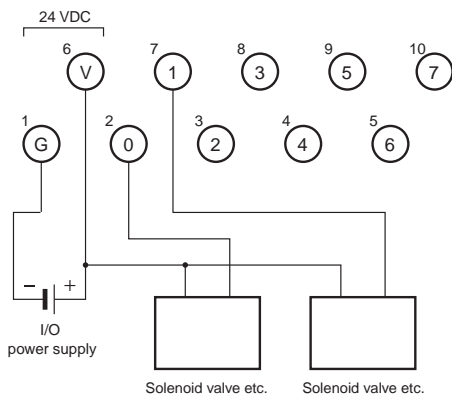 24 VDC
6 7 8 9 10
V 1 3 5 7
1 2 3 4 5
G 0 2 4 6
− +
I/O
power supply
Solenoid valve etc. Solenoid valve etc.